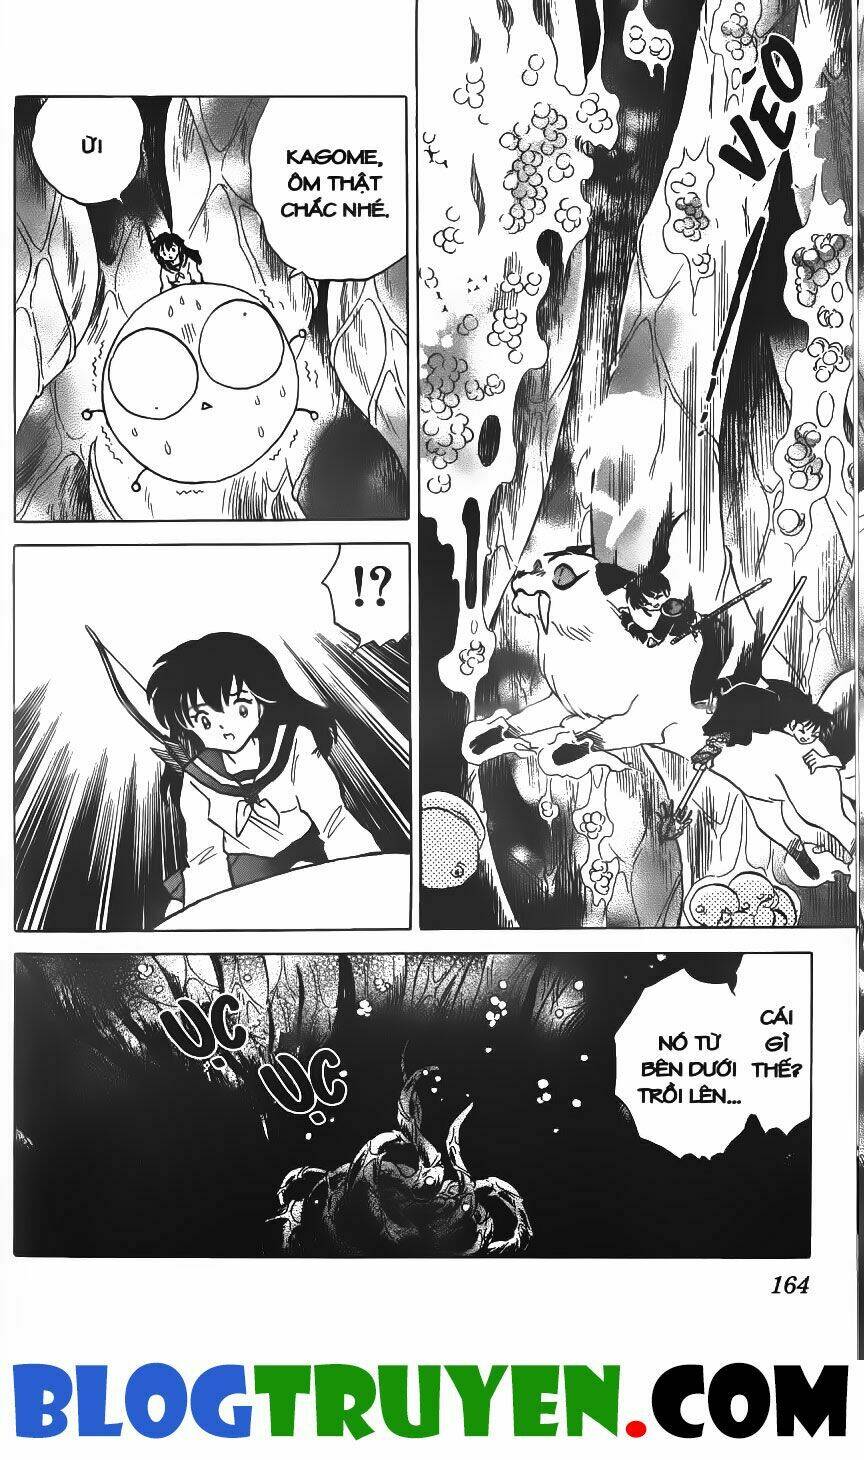 VÈO
KAGOME,
ÔM THẬT
CHẮC NHÉ.
ỪI
!?
CÁI
GÌ
THẾ?
NÓ TỪ
BÊN DƯỚI
TRỒI LÊN...
ỤC
ỤC
164
BLOGTRUYEN.COM